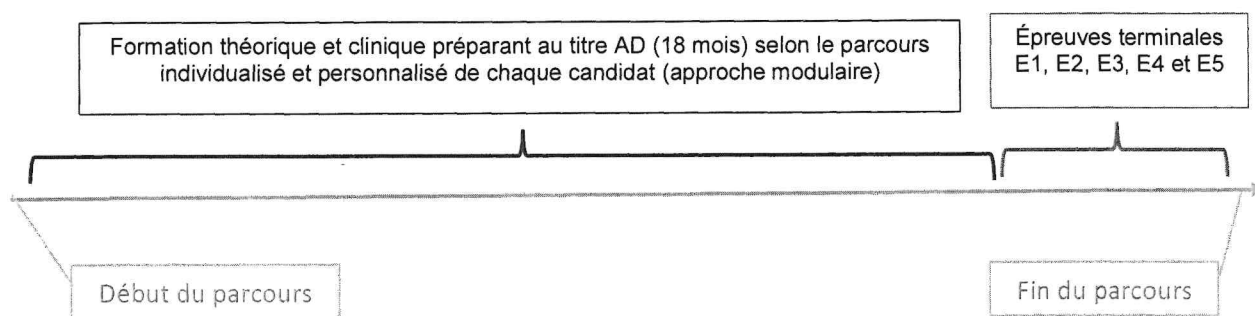 Formation théorique et clinique préparant au titre AD (18 mois) selon le parcours
individualisé et personnalisé de chaque candidat (approche modulaire)
Épreuves terminales
E1, E2, E3, E4 et E5
Début du parcours
Fin du parcours